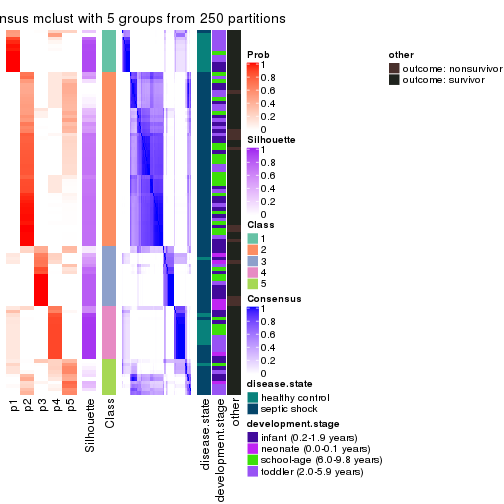 nsus mclust with 5 groups from 250 partitions
Prob
1
0.8
0.6
0.4
0.2
0
Silhouette
1
0.8
0.6
0.4
0.2
0
Class
1
2
3
4
5
Consensus
1
0.8
0.6
0.4
0.2
0
disease.state
healthy control
septic shock
development.stage
infant (0.2-1.9 years)
neonate (0.0-0.1 years)
school-age (6.0-9.0 years)
toddler (2.0-5.9 years)
other
outcome: nonsurvivor
outcome: survivor
p1
p2
p3
p4
p5
Silhouette
Class
disease.state
development.stage
other